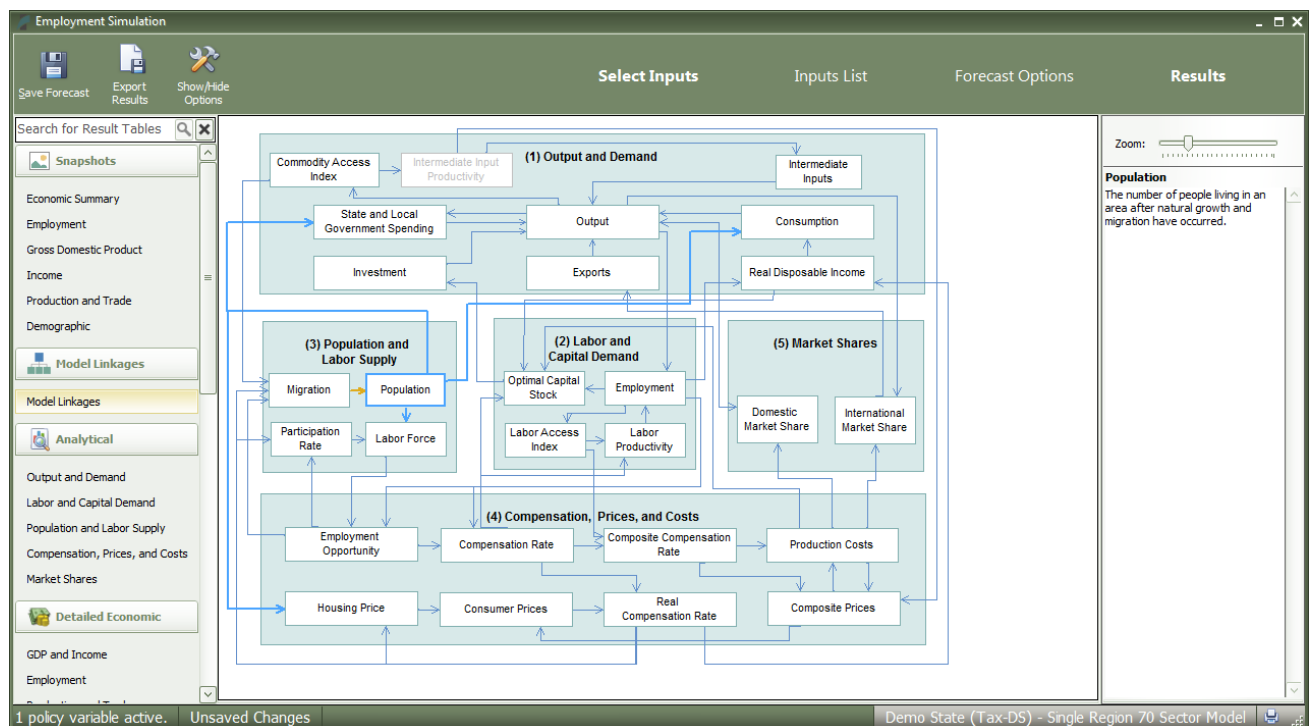 Employment Simulation
Save Forecast
Export
Results
Show/Hide
Options
Select Inputs
Inputs List
Forecast Options
Results
Search for Result Tables
Snapshots
Economic Summary
Employment
Gross Domestic Product
Income
Production and Trade
Demographic
Model Linkages
Model Linkages
Analytical
Output and Demand
Labor and Capital Demand
Population and Labor Supply
Compensation, Prices, and Costs
Market Shares
Detailed Economic
GDP and Income
Employment
(1) Output and Demand
Commodity Access
Index
Intermediate Input
Productivity
Intermediate
Inputs
State and Local
Government Spending
Output
Consumption
Investment
Exports
Real Disposable Income
(3) Population and
Labor Supply
Migration
Population
Participation
Rate
Labor Force
(2) Labor and
Capital Demand
Optimal Capital
Stock
Employment
Labor Access
Index
Labor
Productivity
(5) Market Shares
Domestic
Market Share
International
Market Share
(4) Compensation, Prices, and Costs
Employment
Opportunity
Compensation Rate
Composite Compensation
Rate
Production Costs
Housing Price
Consumer Prices
Real
Compensation Rate
Composite Prices
Zoom:
Population
The number of people living in an
area after natural growth and
migration have occurred.
1 policy variable active.
Unsaved Changes
Demo State (Tax-DS) - Single Region 70 Sector Model